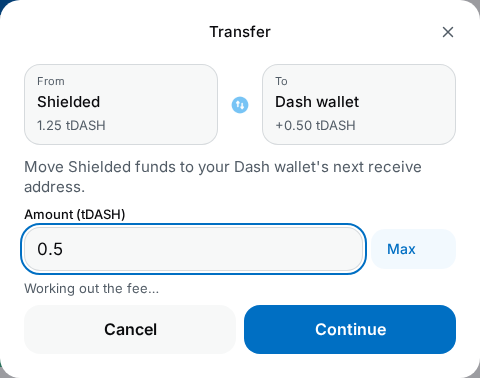 Transfer
From
Shielded
1.25 tDASH
To
Dash wallet
+0.50 tDASH
Move Shielded funds to your Dash wallet's next receive
address.
Amount (tDASH)
0.5
Max
Working out the fee...
Cancel
Continue